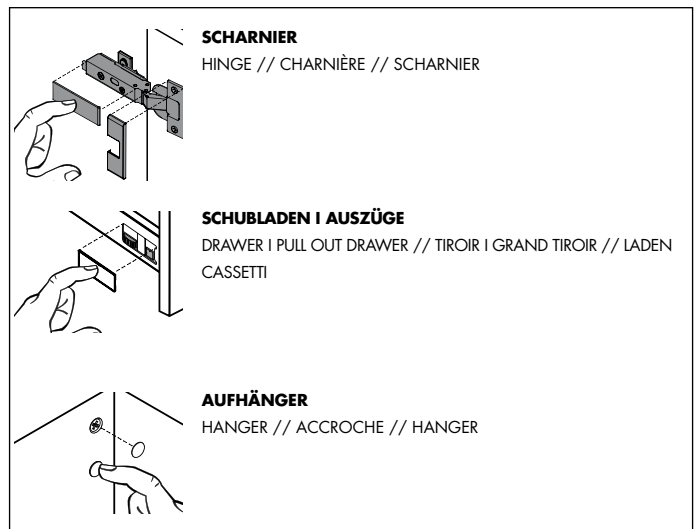 SCHARNIER
HINGE // CHARNIÈRE // SCHARNIER
SCHUBLADEN I AUSZÜGE
DRAWER I PULL OUT DRAWER // TIROIR I GRAND TIROIR // LADEN
CASSETTI
AUFHÄNGER
HANGER // ACCROCHE // HANGER